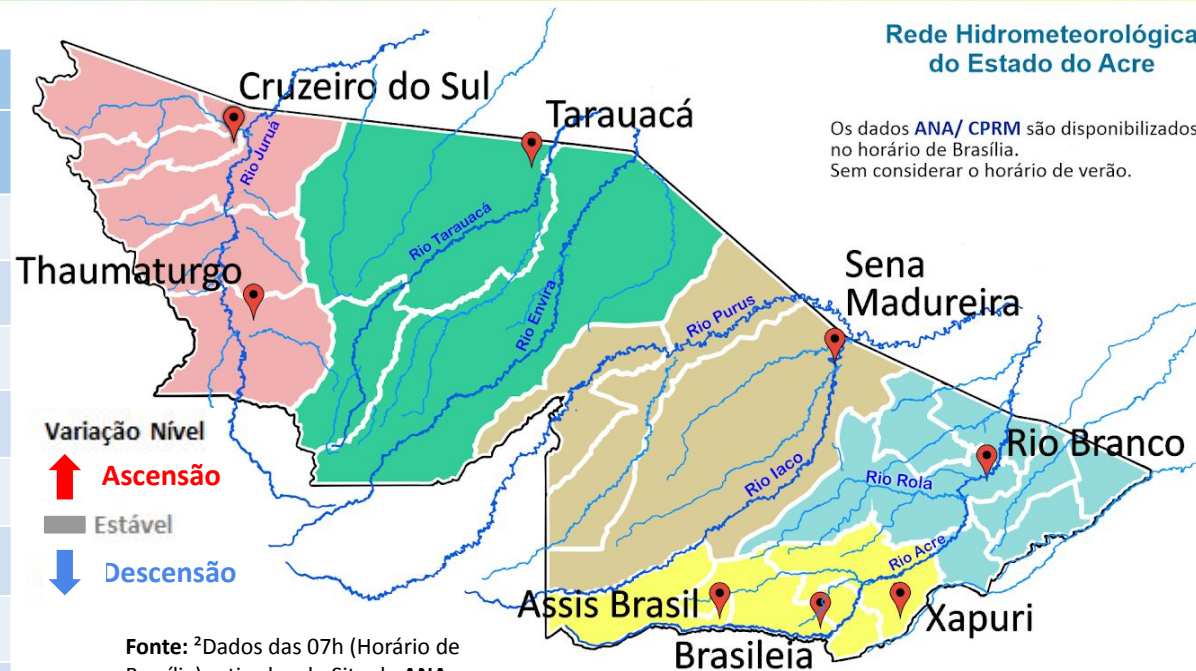 Rede Hidrometeorológica
do Estado do Acre
Os dados ANA/ CPRM são disponibilizados
no horário de Brasília.
Sem considerar o horário de verão.
Cruzeiro do Sul
Tarauacá
Rio Juruá
Rio Tarauacá
Thaumaturgo
Rio Envira
Sena
Madureira
Rio Purus
Variação Nível
Ascensão
Estável
Descensão
Rio Branco
Rio Iaco
Rio Rola
Rio Acre
Assis Brasil
Xapuri
Brasileia
Fonte: ²Dados das 07h (Horário de